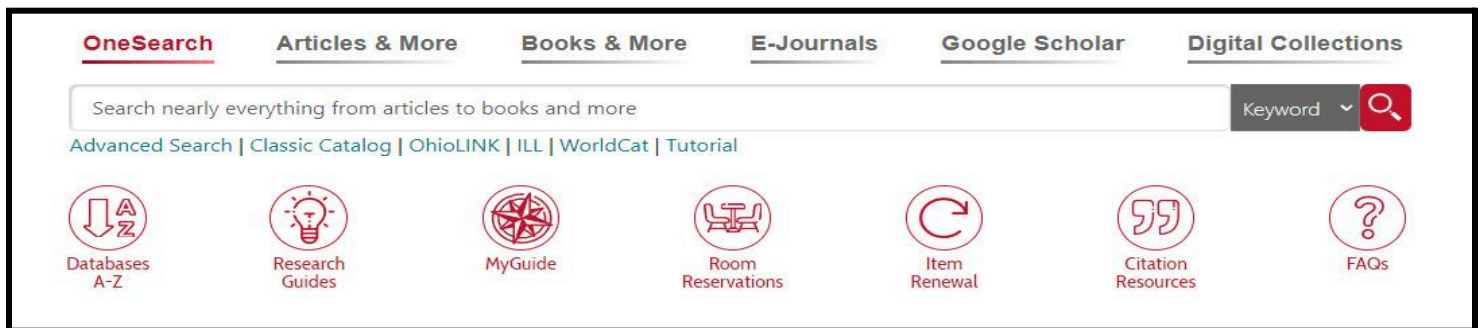 OneSearch Articles & More Books & More E-Journals Google Scholar Digital Collections
Search nearly everything from articles to books and more Keyword
Advanced Search | Classic Catalog | OhioLINK | ILL | WorldCat | Tutorial
A
Z
Databases
A-Z
Research
Guides
MyGuide
Room
Reservations
Item
Renewal
Citation
Resources
?
FAQs